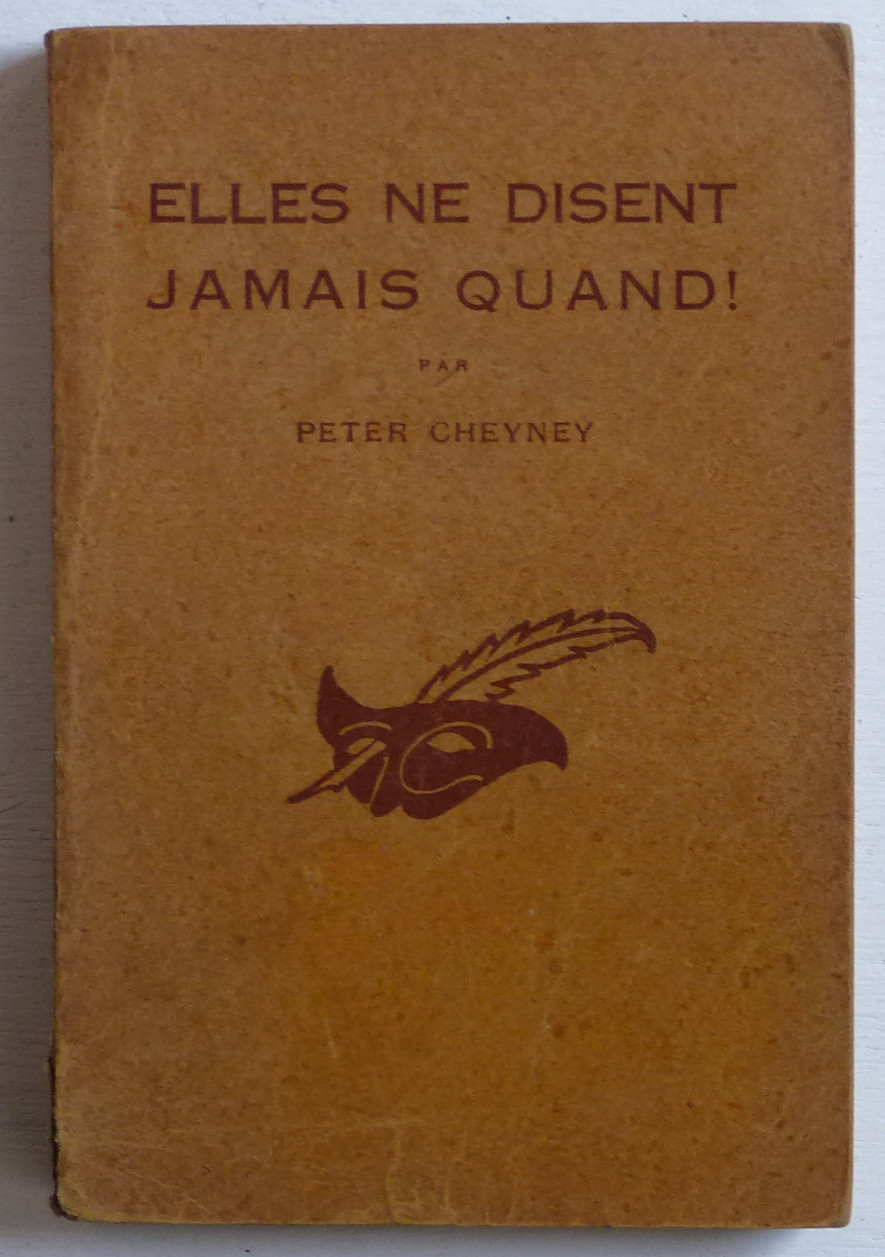 ELLES NE DISENT
JAMAIS QUAND!
PAR
PETER CHEYNEY